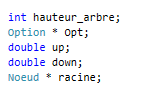 int hauteur_arbre;
Option * Opt;
double up;
double down;
Noeud * racine;